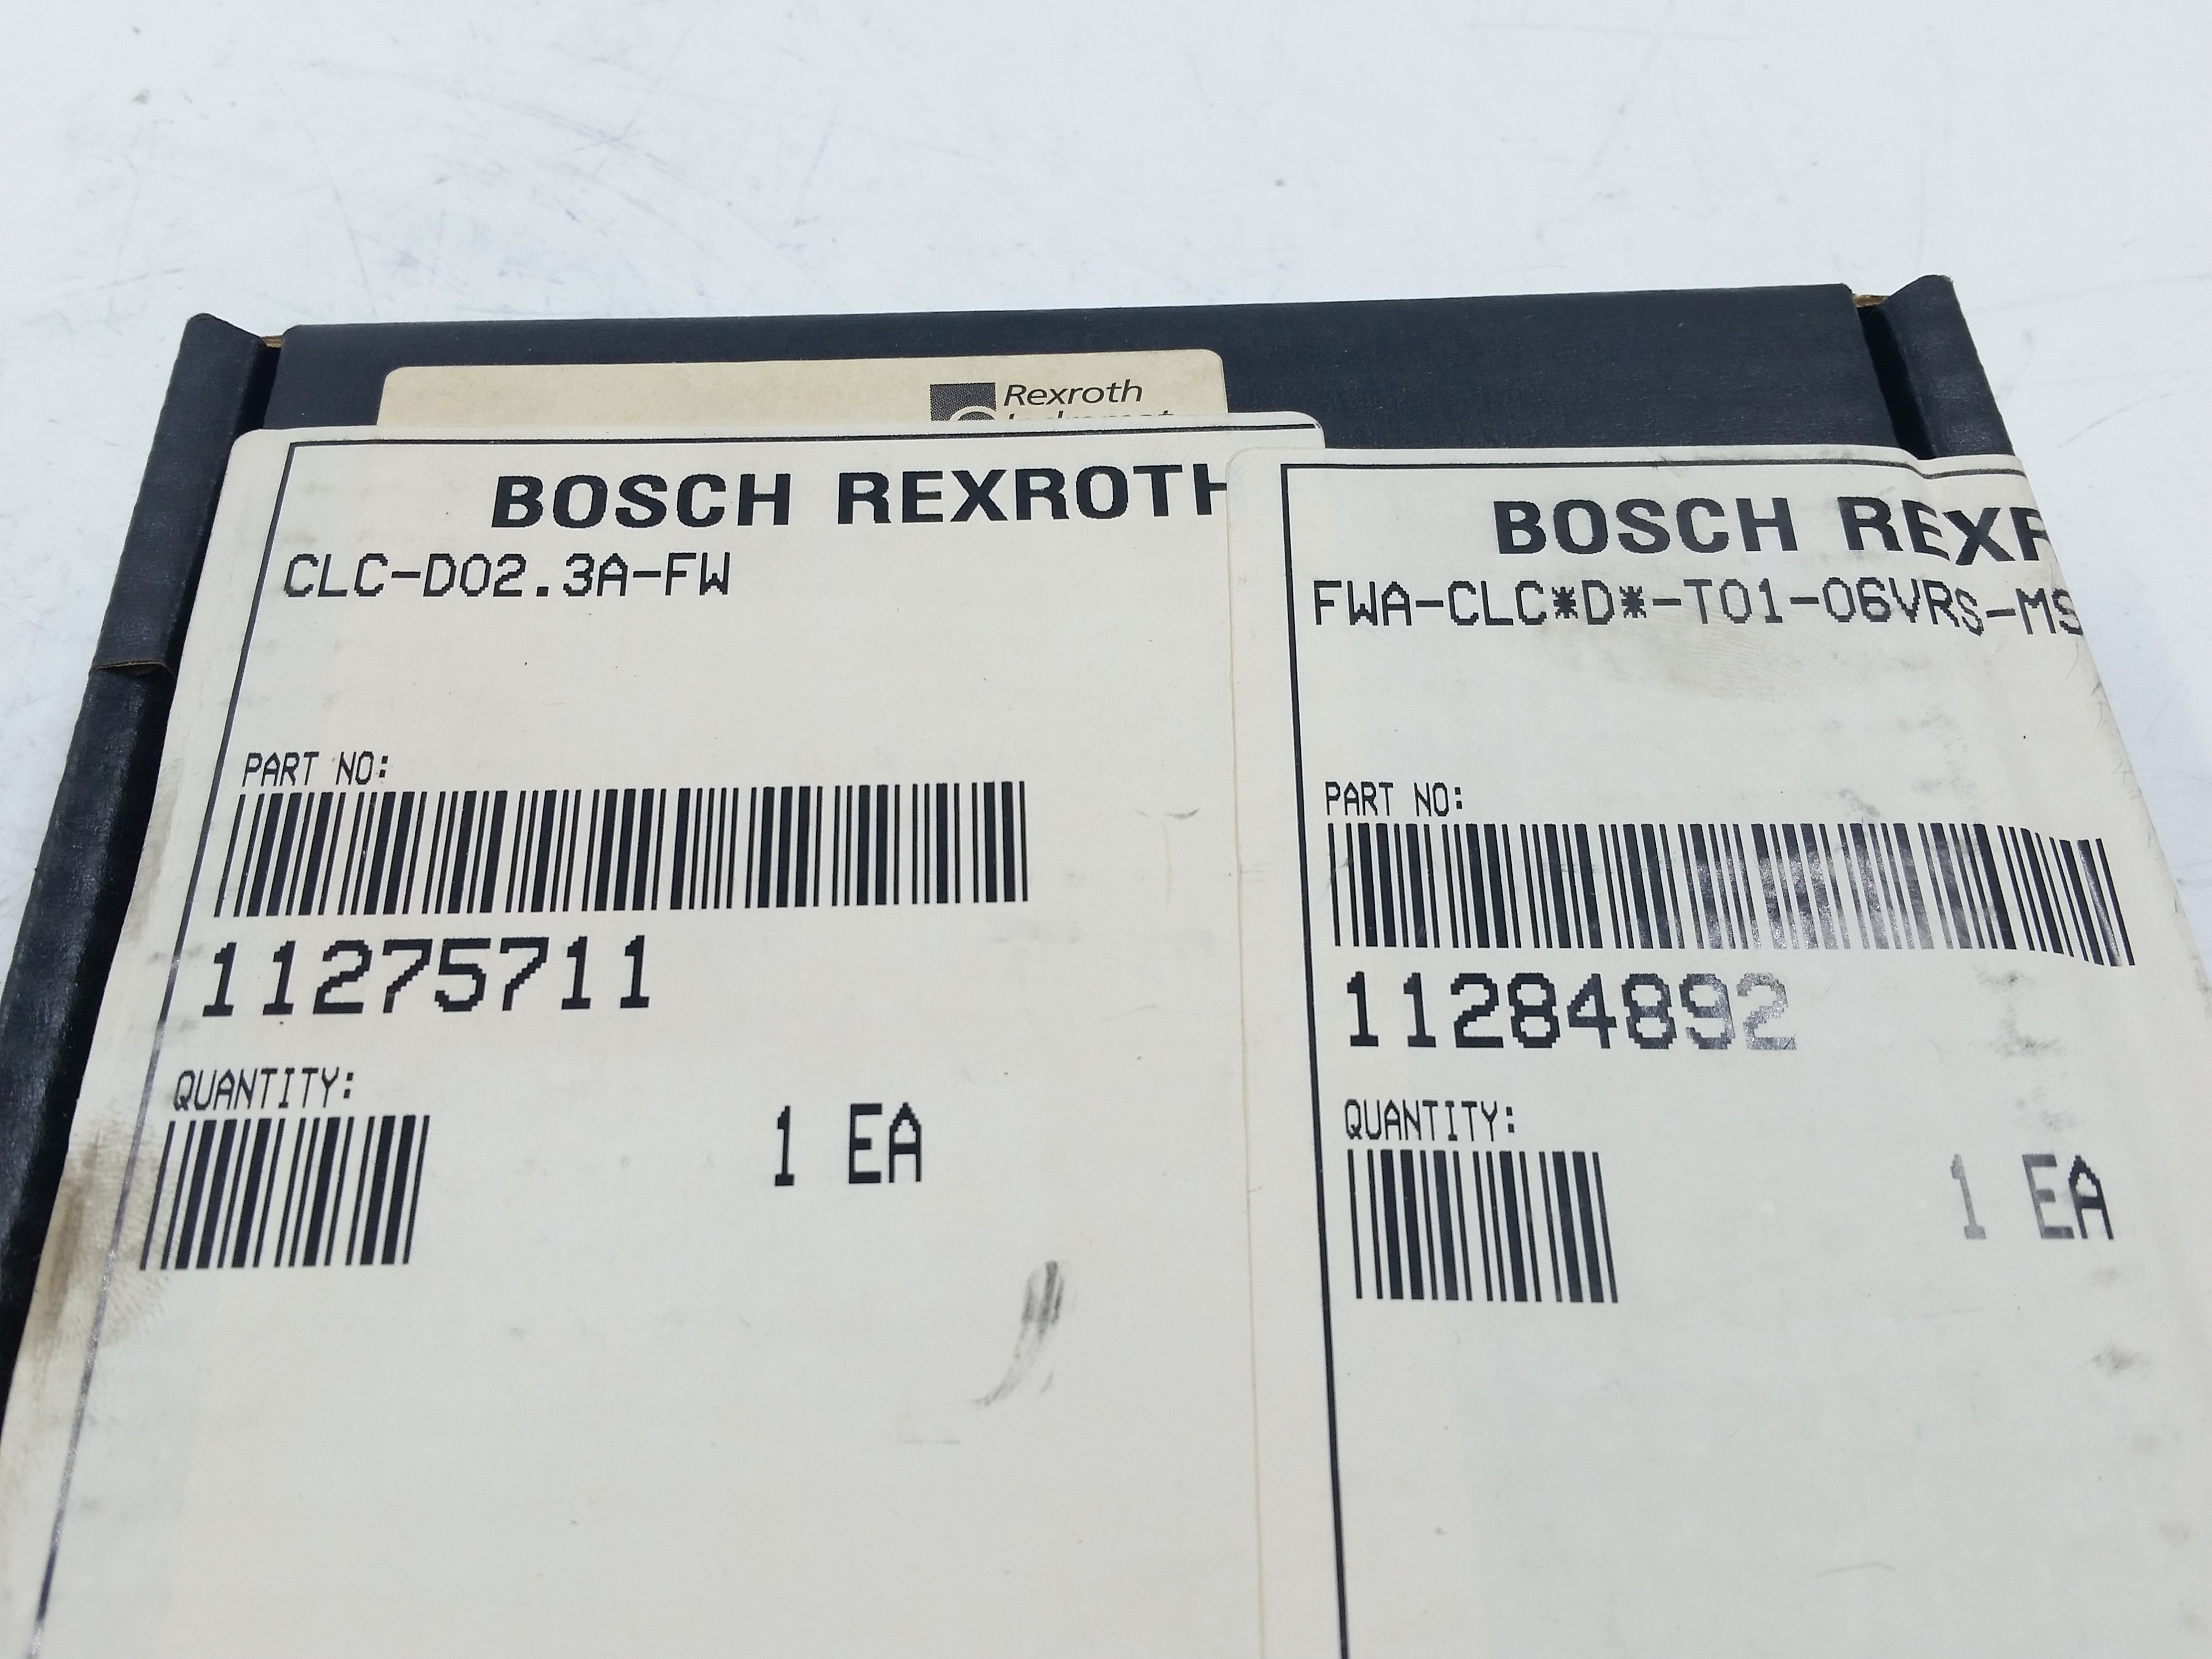 Rexroth
BOSCH REXROTH
CLC-D02.3A-FW
PART NO:
11275711
QUANTITY:
1 EA
BOSCH REXR
FWA-CLC*D*-T01-06VRS-MS
PART NO:
11284892
QUANTITY:
1 EA